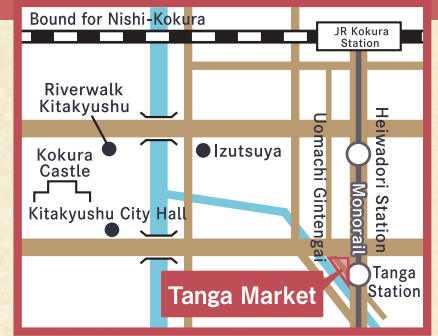 Bound for Nishi-Kokura
JR Kokura
Station
Riverwalk
Kitakyushu
Kokura
Castle
Izutsuya
Uomachi Gintengai
Heiwadori Station
Monorail
Kitakyushu City Hall
Tanga
Station
Tanga Market